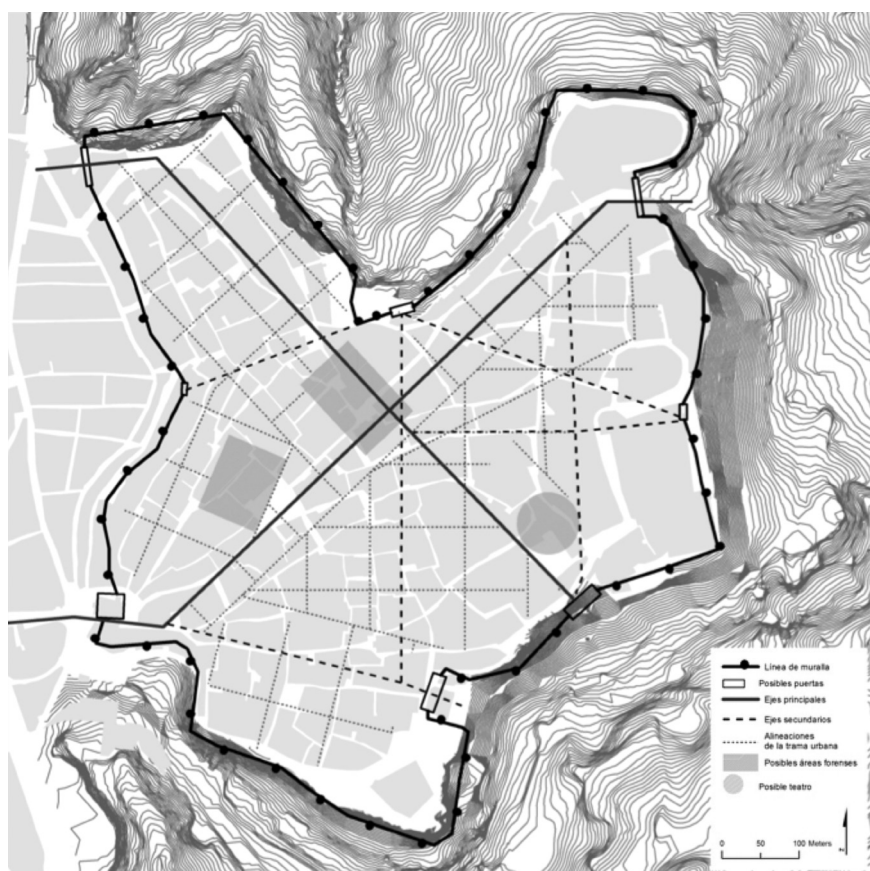 Línea de muralla
Posibles puertas
Ejes principales
Ejes secundarios
Alineaciones
de la trama urbana
Posibles áreas forenses
Posible teatro
0 50 100 Meters